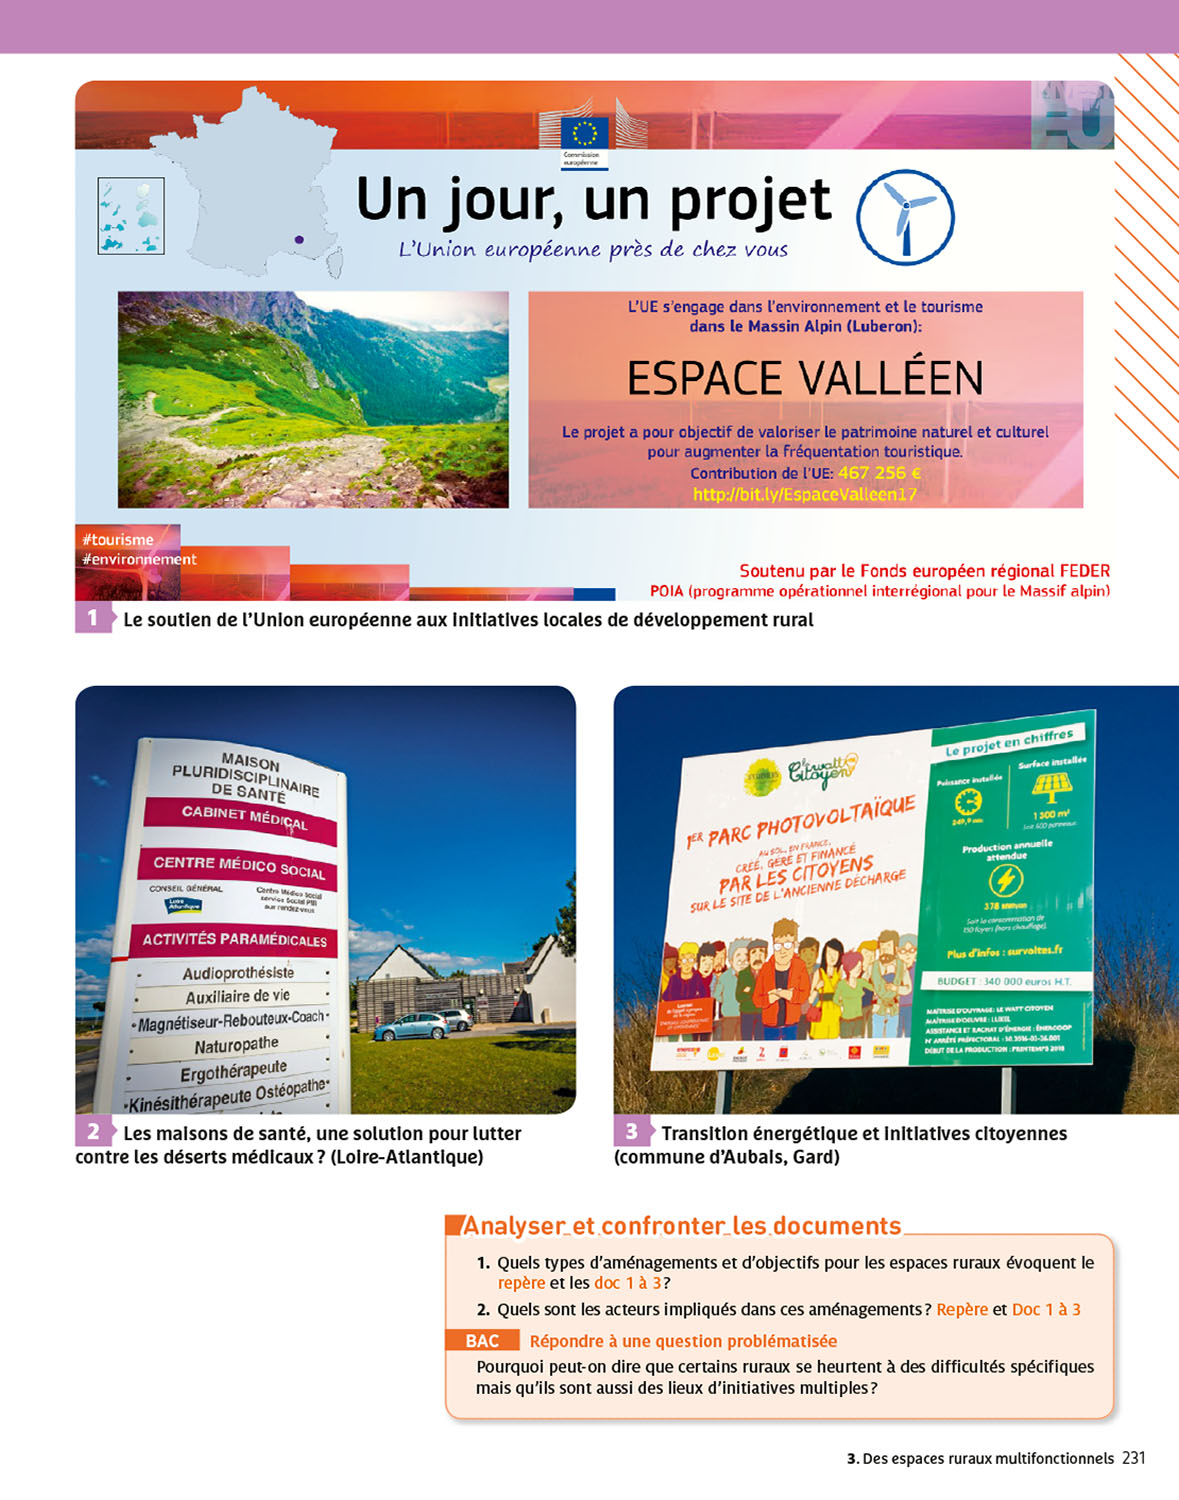 INVEST
EU
Commission
européenne
Un jour, un projet
L'Union européenne près de chez vous
L'UE s'engage dans l'environnement et le tourisme
dans le Massin Alpin (Luberon):
ESPACE VALLÉEN
Le projet a pour objectif de valoriser le patrimoine naturel et culturel
pour augmenter la fréquentation touristique.
Contribution de l'UE: 467 256 €
http://bit.ly/EspaceValleen17
#tourisme
#environnement
Soutenu par le Fonds européen régional FEDER
POIA (programme opérationnel interrégional pour le Massif alpin)
1 Le soutien de l'Union européenne aux initiatives locales de développement rural
MAISON
PLURIDISCIPLINAIRE
DE SANTÉ
CABINET MÉDICAL
CENTRE MÉDICO SOCIAL
CONSEIL GÉNÉRAL
Loire
Atlantique
Centre Médico Social
service Social PMI
sur rendez-vous
ACTIVITÉS PARAMÉDICALES
Audioprothésiste
Auxiliaire de vie
Magnétiseur-Rebouteux-Coach
Naturopathe
Ergothérapeute
Kinésithérapeute Ostéopathe
2 Les maisons de santé, une solution pour lutter
contre les déserts médicaux ? (Loire-Atlantique)
le watt
Citoyen
1ER PARC PHOTOVOLTAÏQUE
AU SOL, EN FRANCE,
CRÉÉ, GÉRÉ ET FINANCÉ
PAR LES CITOYENS
SUR LE SITE DE L'ANCIENNE DÉCHARGE
Le projet en chiffres
Puissance installée
249,9
Surface installée
1 500 m²
Soit 600 panneaux
Production annuelle
attendue
378
Soit la consommation de
150 foyers (hors chauffage).
Plus d'infos : survoltes.fr
BUDGET : 340 000 euros H.T.
MAÎTRISE D'OUVRAGE : LE WATT CITOYEN
MAÎTRISE D'OEUVRE : LUXEL
ASSISTANCE ET RACHAT D'ÉNERGIE : ÉNERCOOP
N° ARRÊTÉ PRÉFECTORAL :
DÉBUT DE LA PRODUCTION : PRINTEMPS 2018
3 Transition énergétique et initiatives citoyennes
(commune d'Aubais, Gard)
Analyser et confronter les documents
1. Quels types d'aménagements et d'objectifs pour les espaces ruraux évoquent le
repère et les doc 1 à 3 ?
2. Quels sont les acteurs impliqués dans ces aménagements ? Repère et Doc 1 à 3
BAC Répondre à une question problématisée
Pourquoi peut-on dire que certains ruraux se heurtent à des difficultés spécifiques
mais qu'ils sont aussi des lieux d'initiatives multiples ?
3. Des espaces ruraux multifonctionnels 231